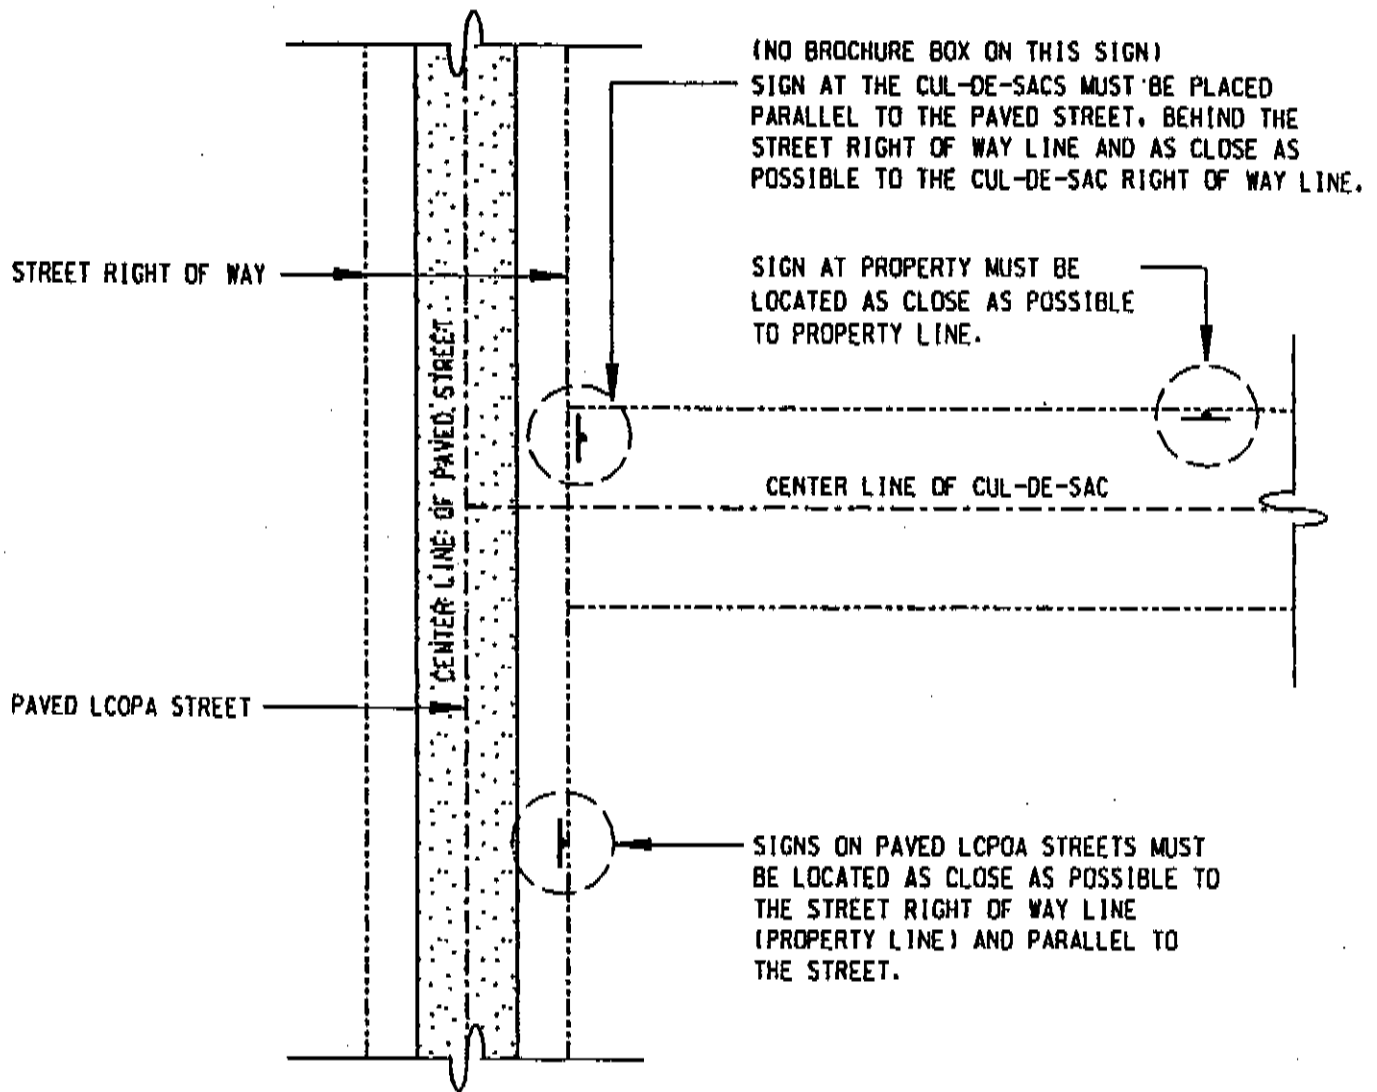 (NO BROCHURE BOX ON THIS SIGN)
SIGN AT THE CUL-DE-SACS MUST BE PLACED
PARALLEL TO THE PAVED STREET. BEHIND THE
STREET RIGHT OF WAY LINE AND AS CLOSE AS
POSSIBLE TO THE CUL-DE-SAC RIGHT OF WAY LINE.
STREET RIGHT OF WAY
SIGN AT PROPERTY MUST BE
LOCATED AS CLOSE AS POSSIBLE
TO PROPERTY LINE.
CENTER LINE OF PAVED STREET
CENTER LINE OF CUL-DE-SAC
PAVED LCOPA STREET
SIGNS ON PAVED LCPOA STREETS MUST
BE LOCATED AS CLOSE AS POSSIBLE TO
THE STREET RIGHT OF WAY LINE
(PROPERTY LINE) AND PARALLEL TO
THE STREET.